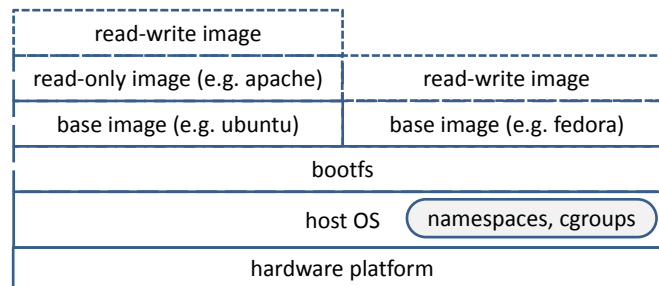 read-write image
read-only image (e.g. apache)
read-write image
base image (e.g. ubuntu)
base image (e.g. fedora)
bootfs
host OS
namespaces, cgroups
hardware platform